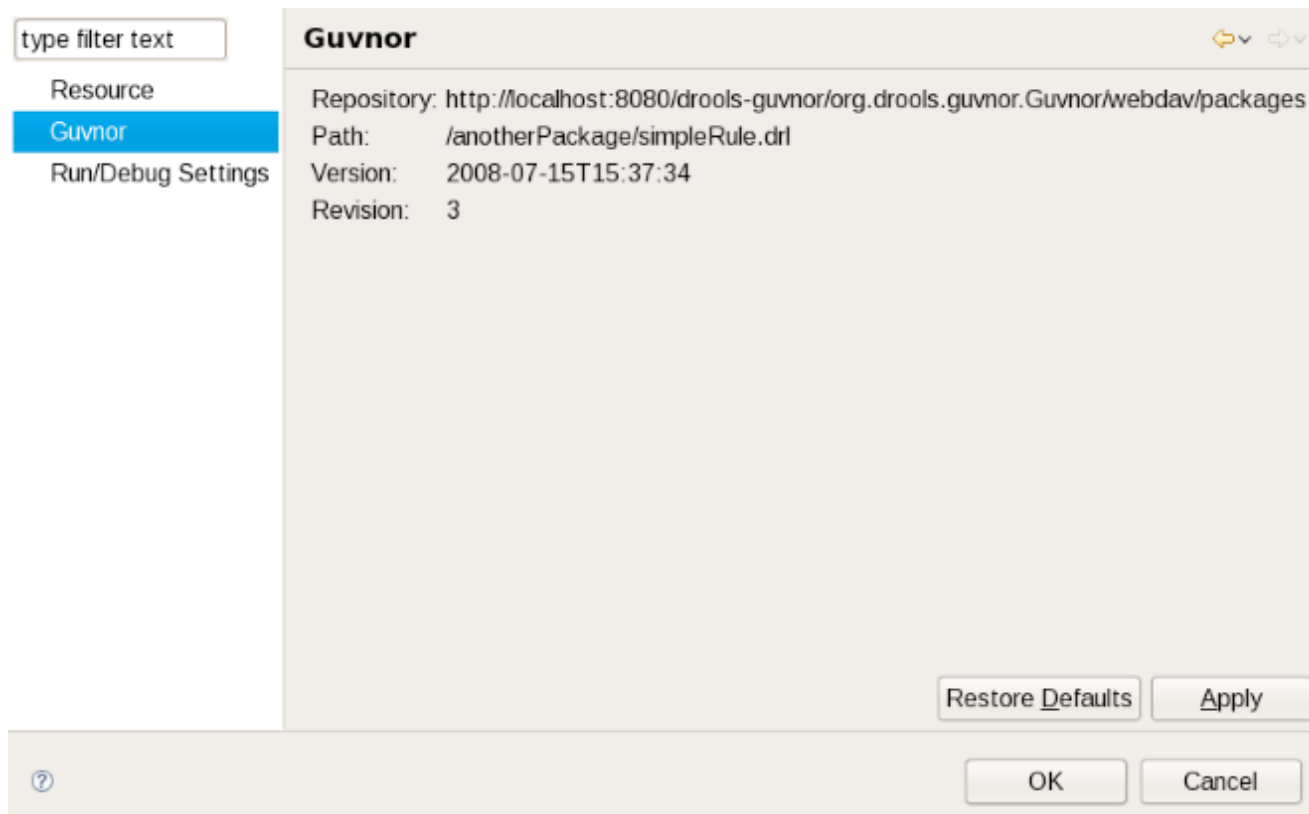 type filter text
Resource
Guvnor
Run/Debug Settings
Guvnor
Repository: http://localhost:8080/drools-guvnor/org.drools.guvnor.Guvnor/webdav/packages
Path: /anotherPackage/simpleRule.drl
Version: 2008-07-15T15:37:34
Revision: 3
Restore Defaults Apply
? OK Cancel